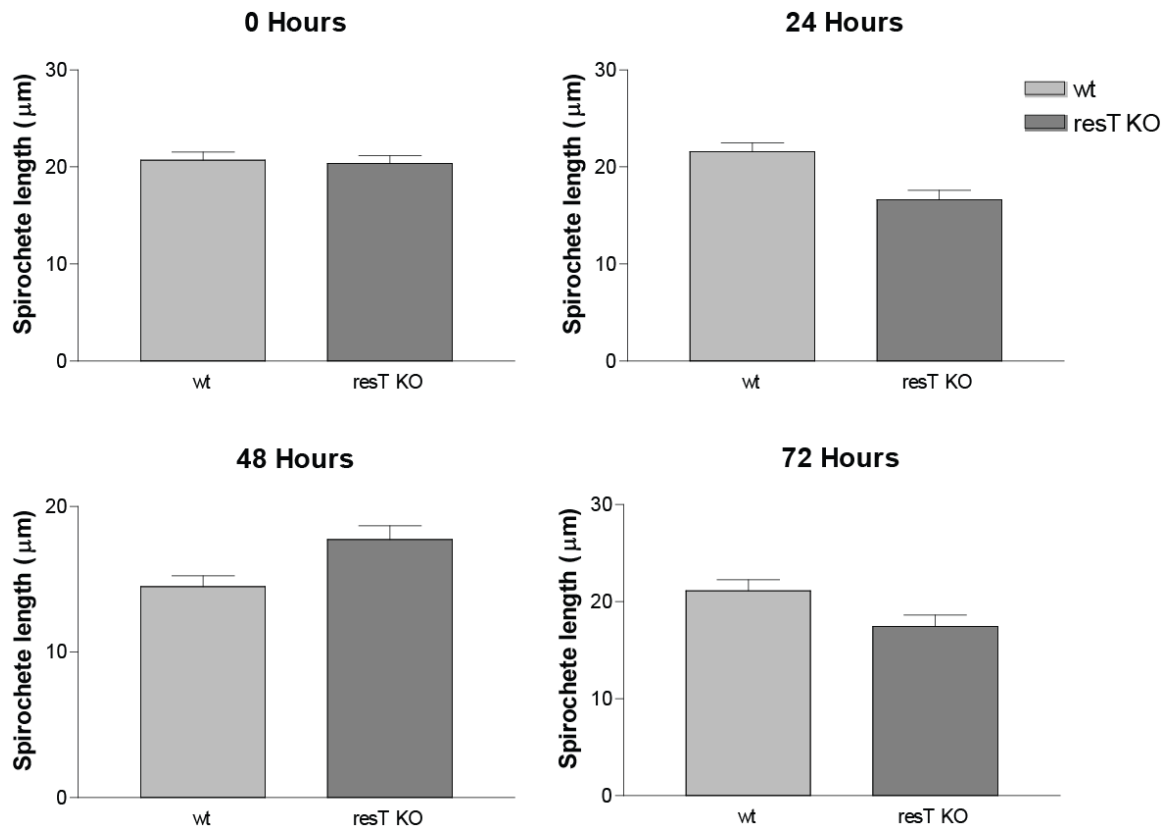 0 Hours
Spirochete length (μm)
30
20
10
0
wt
resT KO
24 Hours
Spirochete length (μm)
30
20
10
0
wt
resT KO
wt
resT KO
48 Hours
Spirochete length (μm)
20
10
0
wt
resT KO
72 Hours
Spirochete length (μm)
30
20
10
0
wt
resT KO